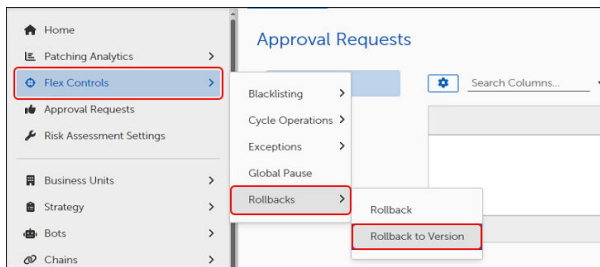 Home
Patching Analytics
Flex Controls
Approval Requests
Risk Assessment Settings
Business Units
Strategy
Bots
Chains
Blacklisting
Cycle Operations
Exceptions
Global Pause
Rollbacks
Rollback
Rollback to Version
Approval Requests
Search Columns...